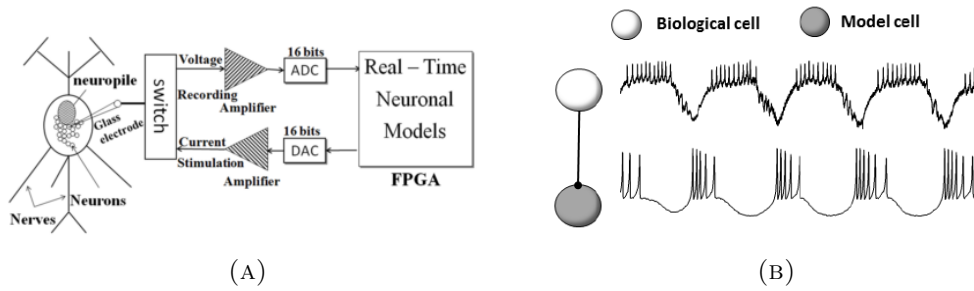 neuropile
Glass
electrode
Nerves
Neurons
switch
Voltage
Recording
Amplifier
16 bits
ADC
Current
Stimulation
Amplifier
16 bits
DAC
Real – Time
Neuronal
Models
FPGA
(A)
Biological cell
Model cell
(B)